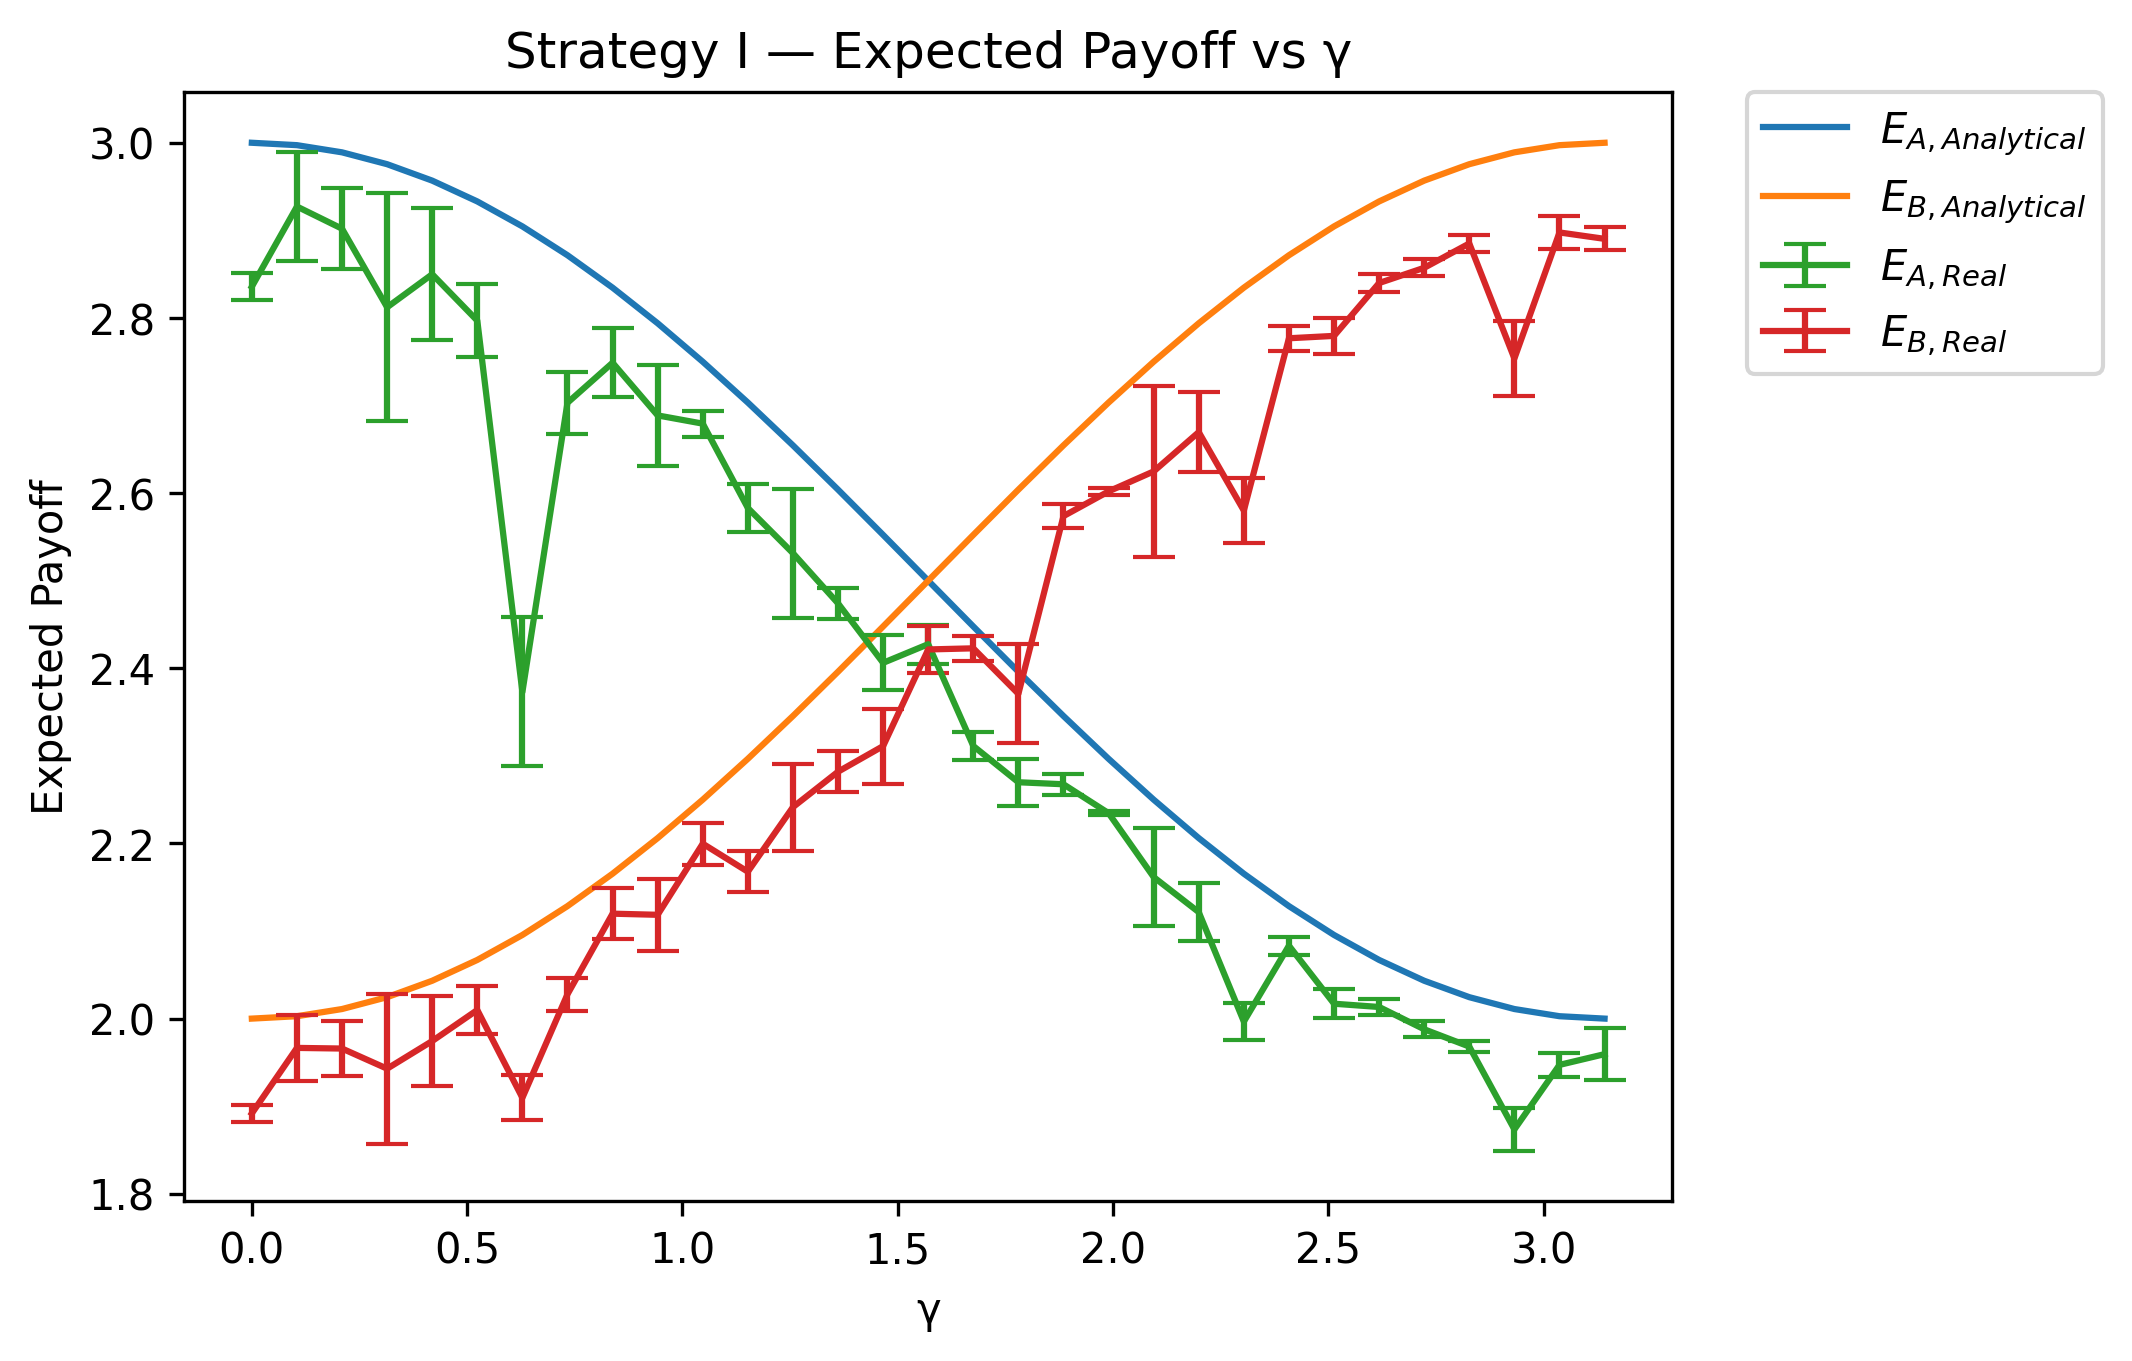 Strategy I — Expected Payoff vs γ
Expected Payoff
3.0
2.8
2.6
2.4
2.2
2.0
1.8
0.0 0.5 1.0 1.5 2.0 2.5 3.0
γ
E_{A, Analytical}
E_{B, Analytical}
E_{A, Real}
E_{B, Real}